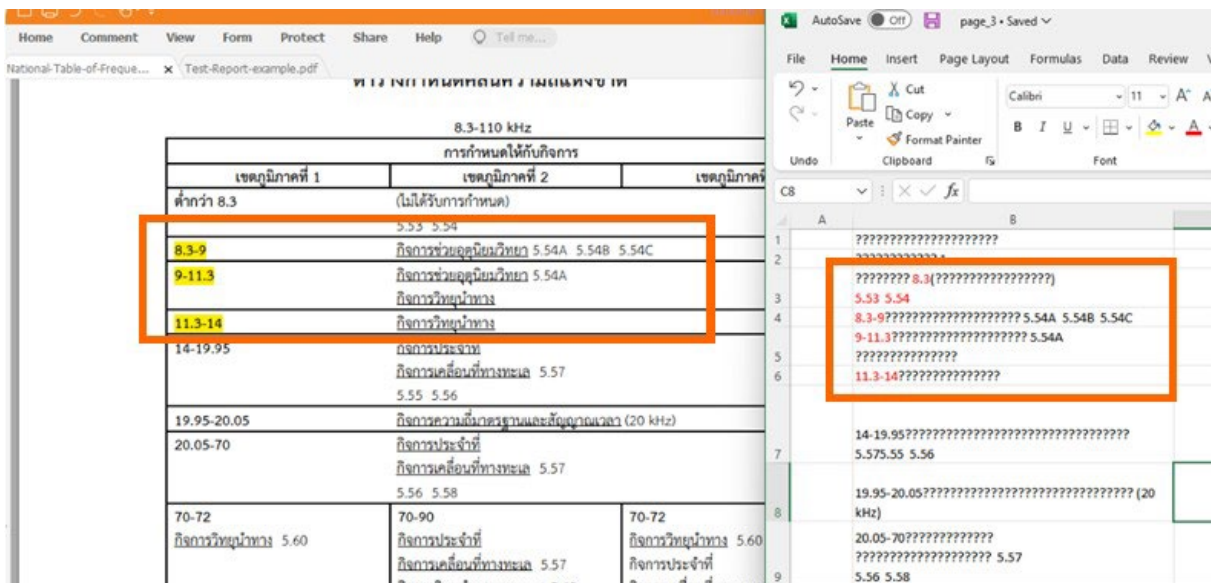 Home Comment View Form Protect Share Help Tell me...
National-Table-of-Freque... x Test-Report-example.pdf
8.3-110 kHz
การกำหนดให้กับกิจการ
เขตภูมิภาคที่ 1 เขตภูมิภาคที่ 2 เขตภูมิภาคที่
ต่ำกว่า 8.3 (ไม่ได้รับการกำหนด)
5.53 5.54
8.3-9 กิจการช่วยอุตุนิยมวิทยา 5.54A 5.54B 5.54C
9-11.3 กิจการช่วยอุตุนิยมวิทยา 5.54A
กิจการวิทยุนำทาง
11.3-14 กิจการวิทยุนำทาง
14-19.95 กิจการประจำที่
กิจการเคลื่อนที่ทางทะเล 5.57
5.55 5.56
19.95-20.05 กิจการความถี่มาตรฐานและสัญญาณเวลา (20 kHz)
20.05-70 กิจการประจำที่
กิจการเคลื่อนที่ทางทะเล 5.57
5.56 5.58
70-72 70-90 70-72
กิจการวิทยุนำทาง 5.60 กิจการประจำที่ กิจการวิทยุนำทาง 5.60
กิจการเคลื่อนที่ทางทะเล 5.57 กิจการประจำที่
AutoSave Off page_3 • Saved
File Home Insert Page Layout Formulas Data Review
Cut
Copy
Paste
Format Painter
Calibri 11 A A
B I U A
Undo Clipboard Font
C8 fx
A B
1 ?????????????????????
2
???????? 8.3(?????????????????)
3 5.53 5.54
4 8.3-9???????????????????? 5.54A 5.54B 5.54C
9-11.3???????????????????? 5.54A
5 ???????????????
6 11.3-14???????????????
14-19.95?????????????????????????????????
7 5.575.55 5.56
19.95-20.05??????????????????????????????? (20
8 kHz)
20.05-70?????????????
???????????????????? 5.57
9 5.56 5.58